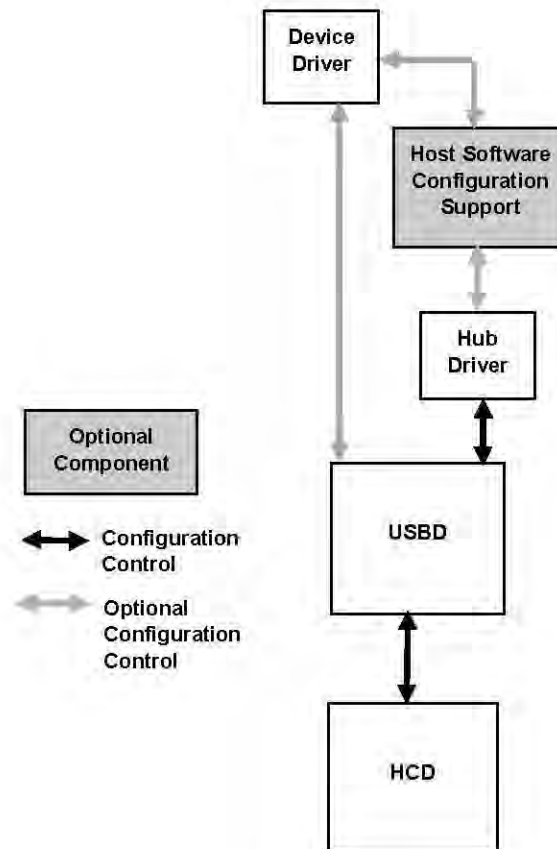 Device
Driver
Host Software
Configuration
Support
Hub
Driver
Optional
Component
USBD
Configuration
Control
Optional
Configuration
Control
HCD